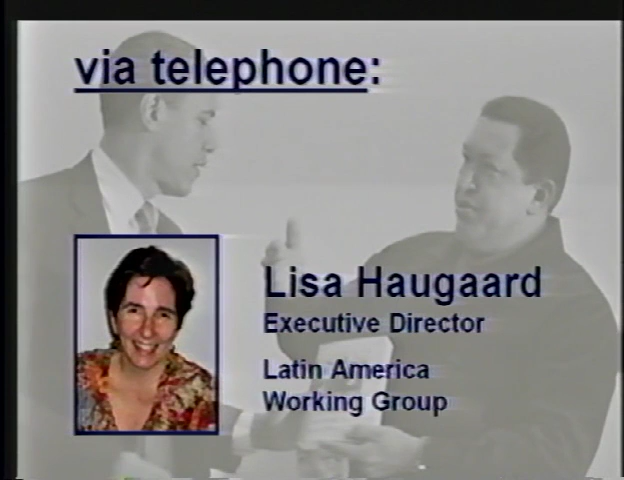 via telephone:
Lisa Haugaard
Executive Director
Latin America
Working Group